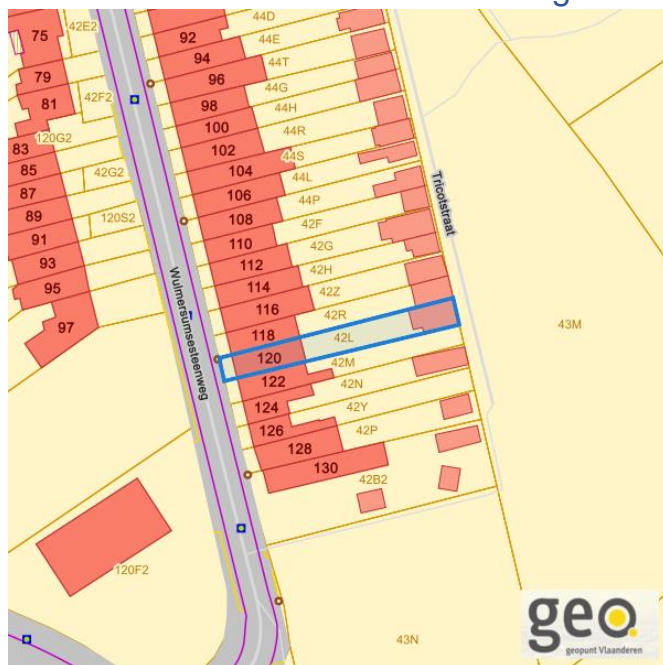 75
79
81
83
85
87
89
91
93
95
97
42E2
42F2
120G2
42G2
120S2
92
94
96
98
100
102
104
106
108
110
112
114
116
118
120
122
124
126
128
130
44D
44E
44T
44G
44H
44R
44S
44L
44P
42F
42G
42H
42Z
42R
42L
42M
42N
42Y
42P
42B2
Wulmersumsesteenweg
Tricotstraat
43M
120F2
43N
geo.
geopunt Vlaanderen